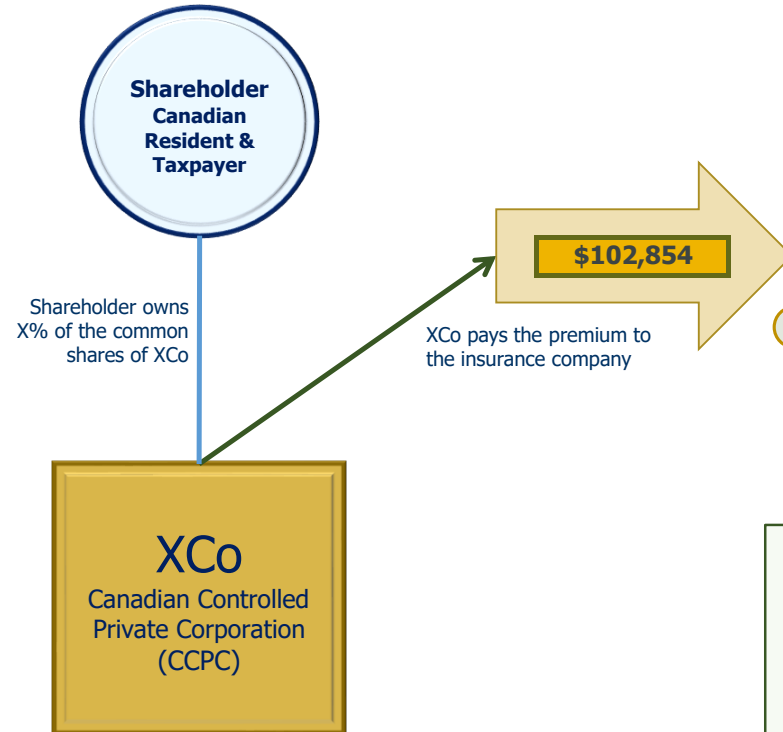 Shareholder
Canadian
Resident &
Taxpayer
$102,854
Shareholder owns
X% of the common
shares of XCo
XCo pays the premium to
the insurance company
XCo
Canadian Controlled
Private Corporation
(CCPC)